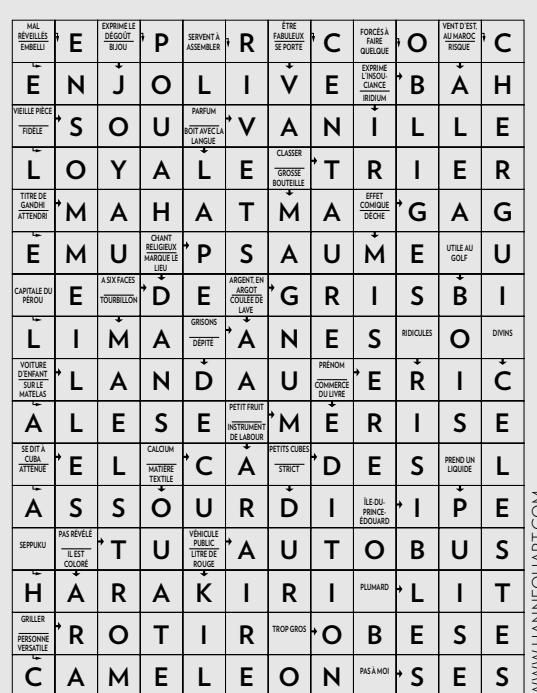 MAL RÉVEILLÉS EMBELLI E EXPRIME LE DÉGOÛT BIJOU P SERVENT À ASSEMBLER R ÊTRE FABULEUX SE PORTE C FORCÉS À FAIRE QUELQUE O VENT D'EST. AU MAROC RISQUE C
E N J O L I V E EXPRIME L'INSOU-CIANCE IRIDIUM B A H
VIEILLE PIÈCE FIDÈLE S O U PARFUM BOIT AVEC LA LANGUE V A N I L L E
L O Y A L E CLASSER GROSSE BOUTEILLE T R I E R
TITRE DE GANDHI ATTENDRI M A H A T M A EFFET COMIQUE DÈCHE G A G
E M U CHANT RELIGIEUX MARQUE LE LIEU P S A U M E UTILE AU GOLF U
CAPITALE DU PÉROU E A SIX FACES TOURBILLON D E ARGENT, EN ARGOT COULÉE DE LAVE G R I S B I
L I M A GRISONS DÉPITE A N E S RIDICULES O DIVINS
VOITURE D'ENFANT SUR LE MATELAS L A N D A U PRÉNOM COMMERCE DU LIVRE E R I C
A L E S E PETIT FRUIT INSTRUMENT DE LABOUR M E R I S E
SE DIT À CUBA ATTÉNUE E L CALCIUM MATIÈRE TEXTILE C A PETITS CUBES STRICT D E S PREND UN LIQUIDE L
A S S O U R D I ÎLE-DU-PRINCE-ÉDOUARD I P E
SEPPUKU PAS RÉVÉLÉ IL EST COLORÉ T U VÉHICULE PUBLIC LITRE DE ROUGE A U T O B U S
H A R A K I R I PLUMARD L I T
GRILLER PERSONNE VERSATILE R O T I R TROP GROS O B E S E
C A M E L E O N PAS À MOI S E S
WWW.HANNEQUART.COM